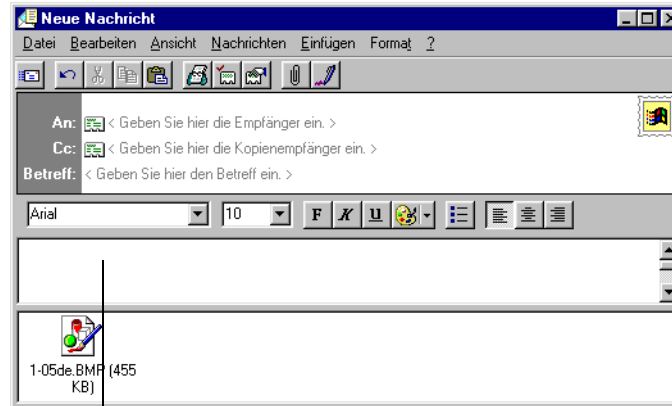 Neue Nachricht
Datei Bearbeiten Ansicht Nachrichten Einfügen Format ?
An: < Geben Sie hier die Empfänger ein. >
Cc: < Geben Sie hier die Kopienempfänger ein. >
Betreff: < Geben Sie hier den Betreff ein. >
Arial 10 F K U
1-05de.BMP (455
KB)